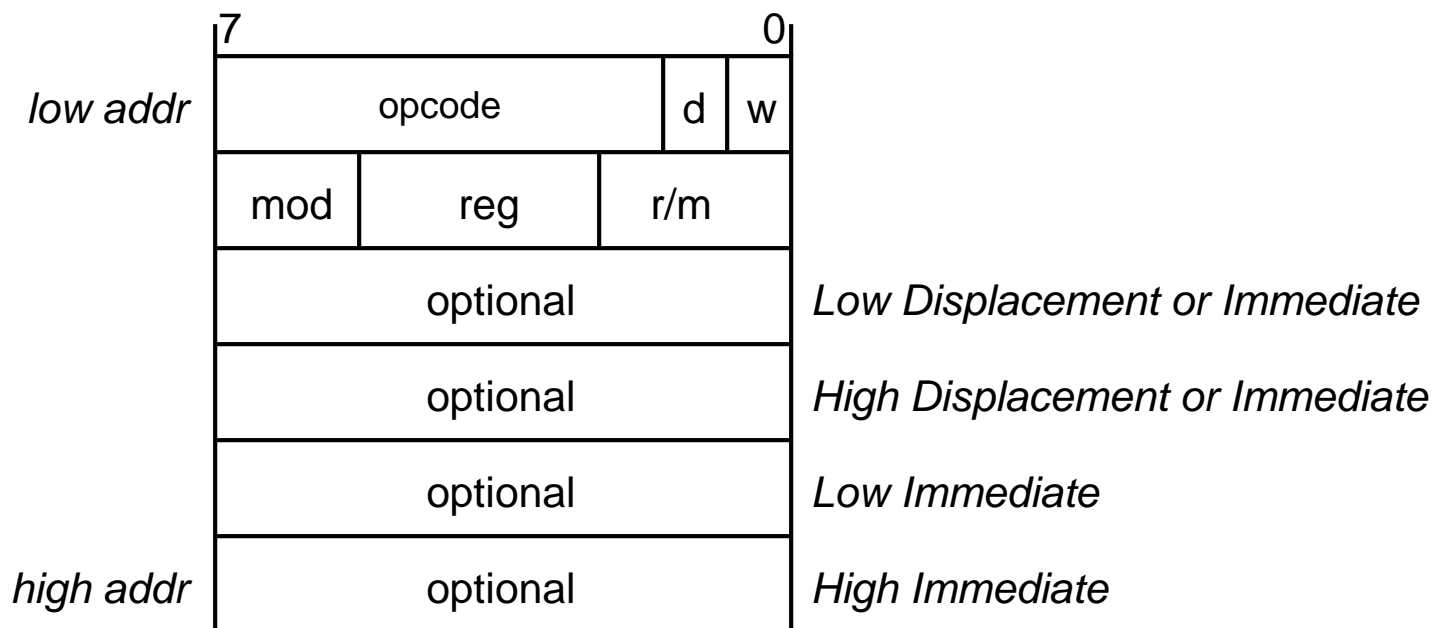 7 0
low addr opcode d w
mod reg r/m
optional Low Displacement or Immediate
optional High Displacement or Immediate
optional Low Immediate
high addr optional High Immediate